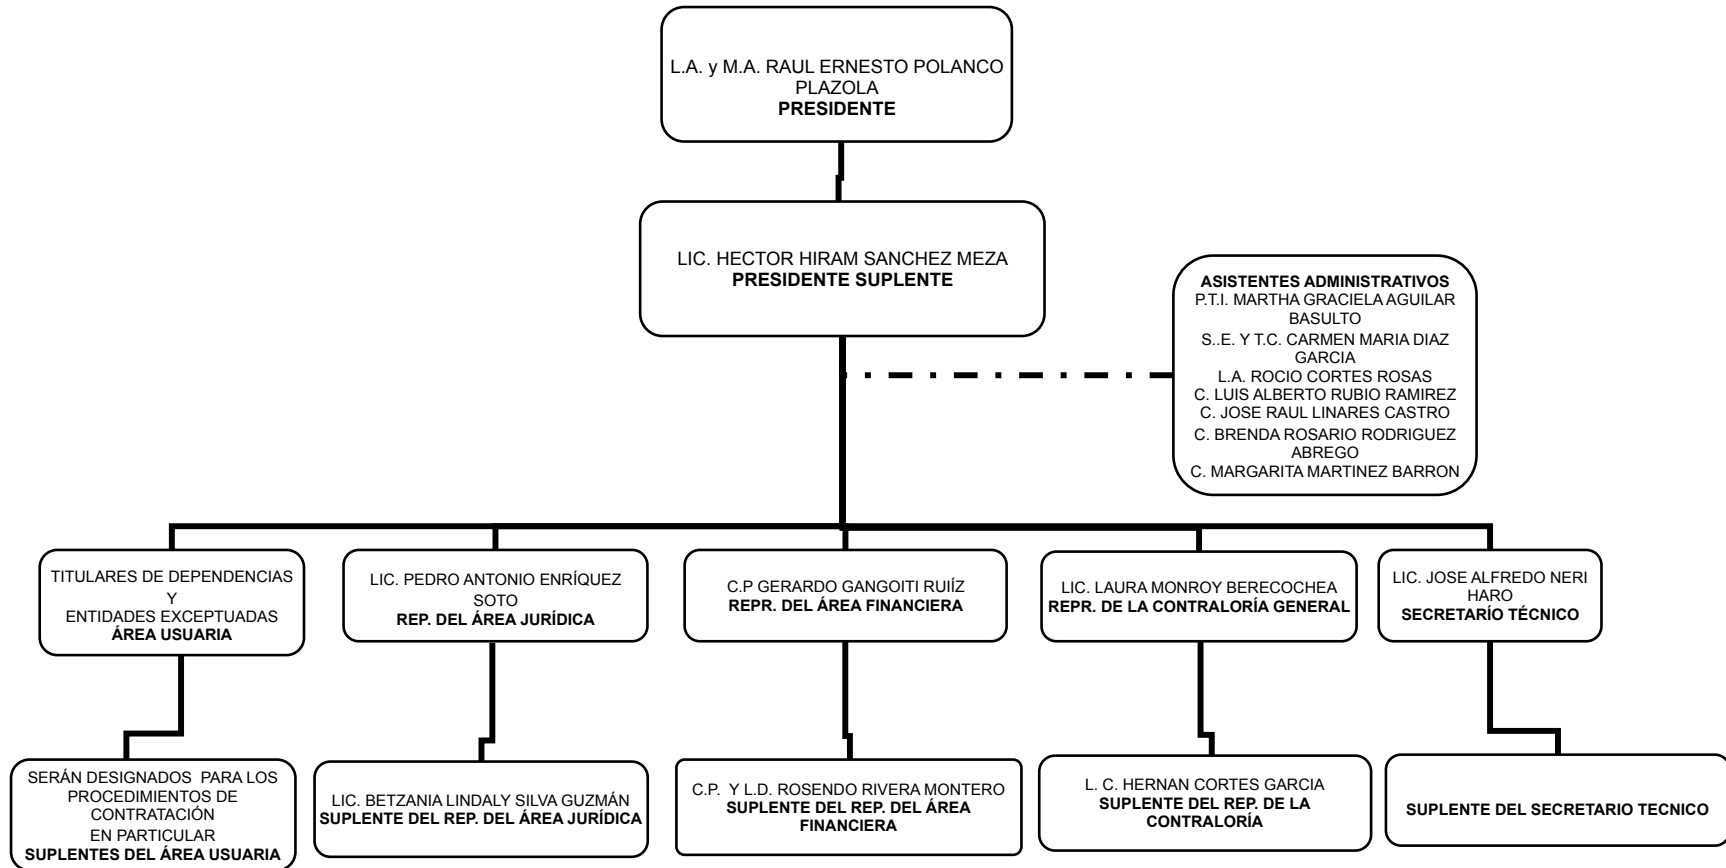 L.A. y M.A. RAUL ERNESTO POLANCO
PLAZOLA
PRESIDENTE
LIC. HECTOR HIRAM SANCHEZ MEZA
PRESIDENTE SUPLENTE
ASISTENTES ADMINISTRATIVOS
P.T.I. MARTHA GRACIELA AGUILAR
BASULTO
S..E. Y T.C. CARMEN MARIA DIAZ
GARCIA
L.A. ROCIO CORTES ROSAS
C. LUIS ALBERTO RUBIO RAMIREZ
C. JOSE RAUL LINARES CASTRO
C. BRENDA ROSARIO RODRIGUEZ
ABREGO
C. MARGARITA MARTINEZ BARRON
TITULARES DE DEPENDENCIAS
Y
ENTIDADES EXCEPTUADAS
ÁREA USUARIA
LIC. PEDRO ANTONIO ENRÍQUEZ
SOTO
REP. DEL ÁREA JURÍDICA
C.P GERARDO GANGOITI RUIÍZ
REPR. DEL ÁREA FINANCIERA
LIC. LAURA MONROY BERECOCHEA
REPR. DE LA CONTRALORÍA GENERAL
LIC. JOSE ALFREDO NERI
HARO
SECRETARÍO TÉCNICO
SERÁN DESIGNADOS PARA LOS
PROCEDIMIENTOS DE
CONTRATACIÓN
EN PARTICULAR
SUPLENTES DEL ÁREA USUARIA
LIC. BETZANIA LINDALY SILVA GUZMÁN
SUPLENTE DEL REP. DEL ÁREA JURÍDICA
C.P. Y L.D. ROSENDO RIVERA MONTERO
SUPLENTE DEL REP. DEL ÁREA
FINANCIERA
L. C. HERNAN CORTES GARCIA
SUPLENTE DEL REP. DE LA
CONTRALORÍA
SUPLENTE DEL SECRETARIO TECNICO